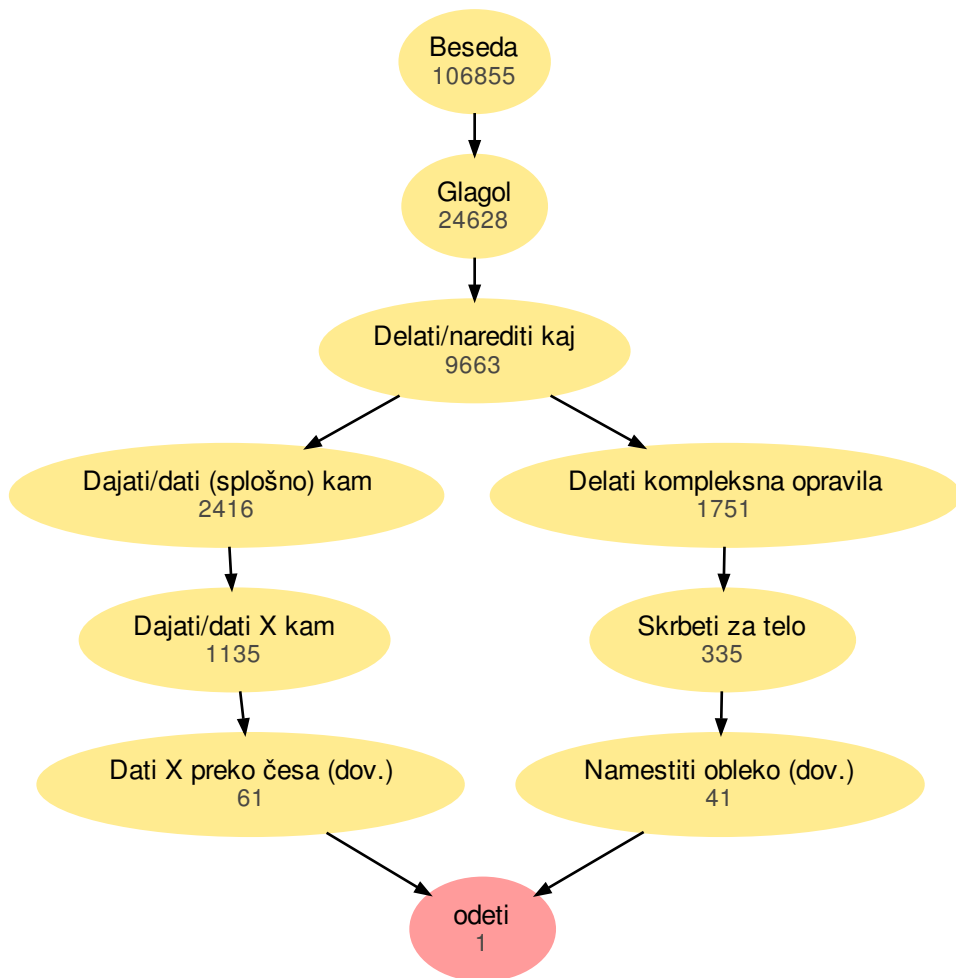 Beseda
106855
Glagol
24628
Delati/narediti kaj
9663
Dajati/dati (splošno) kam
2416
Delati kompleksna opravila
1751
Dajati/dati X kam
1135
Skrbeti za telo
335
Dati X preko česa (dov.)
61
Namestiti obleko (dov.)
41
odeti
1